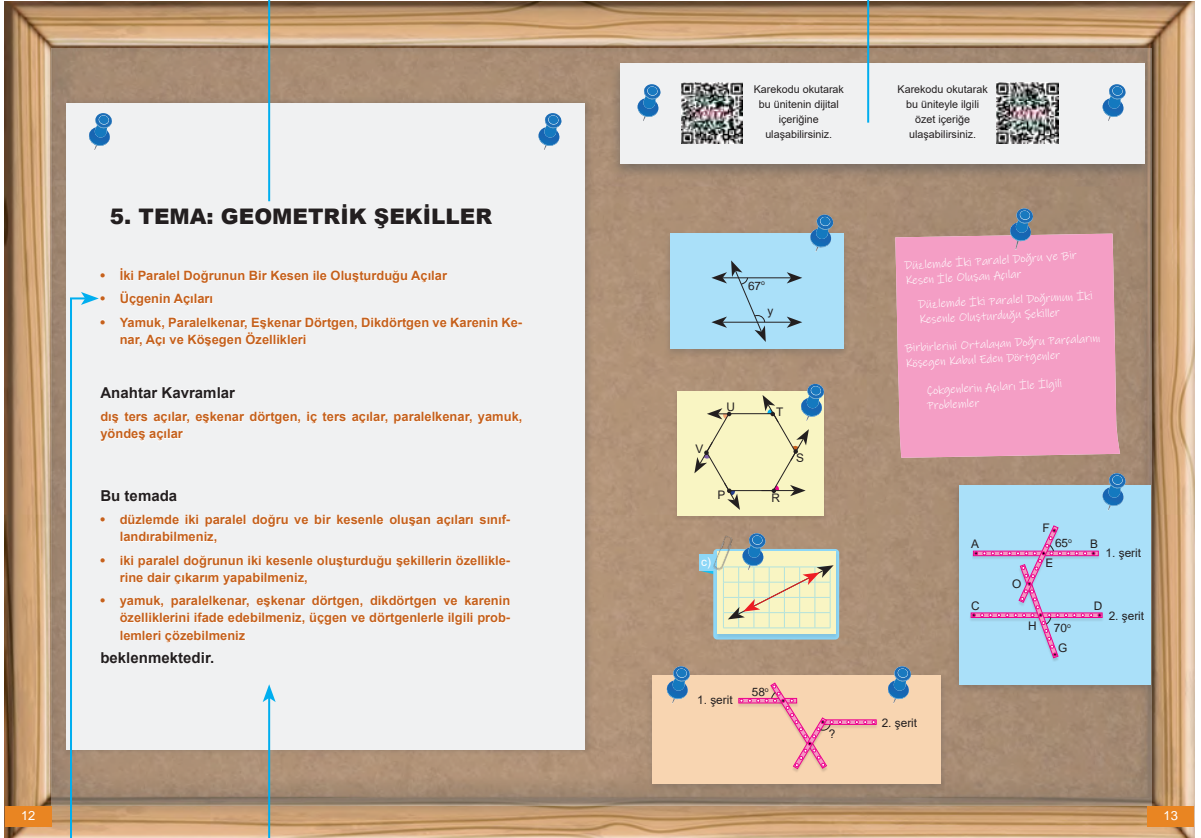 5. TEMA: GEOMETRİK ŞEKİLLER
• İki Paralel Doğrunun Bir Kesen ile Oluşturduğu Açılar
• Üçgenin Açıları
• Yamuk, Paralelkenar, Eşkenar Dörtgen, Dikdörtgen ve Karenin Ke-
nar, Açı ve Köşegen Özellikleri
Anahtar Kavramlar
dış ters açılar, eşkenar dörtgen, iç ters açılar, paralelkenar, yamuk,
yöndeş açılar
Bu temada
• düzlemde iki paralel doğru ve bir kesenle oluşan açıları sınıf-
landırabilmeniz,
• iki paralel doğrunun iki kesenle oluşturduğu şekillerin özellikle-
rine dair çıkarım yapabilmeniz,
• yamuk, paralelkenar, eşkenar dörtgen, dikdörtgen ve karenin
özelliklerini ifade edebilmeniz, üçgen ve dörtgenlerle ilgili prob-
lemleri çözebilmeniz
beklenmektedir.
12
Karekodu okutarak
bu ünitenin dijital
içeriğine
ulaşabilirsiniz.
Karekodu okutarak
bu üniteyle ilgili
özet içeriğe
ulaşabilirsiniz.
67°
y
Düzlemde İki Paralel Doğru ve Bir
Kesen İle Oluşan Açılar
Düzlemde İki Paralel Doğrunun İki
Kesenle Oluşturduğu Şekiller
Birbirlerini Ortalayan Doğru Parçalarını
Köşegen Kabul Eden Dörtgenler
Çokgenlerin Açıları İle İlgili
Problemler
U
T
V
S
P
R
c)
F
A
65°
B
1. şerit
E
O
C
D
2. şerit
H
70°
G
1. şerit
58°
2. şerit
?
13